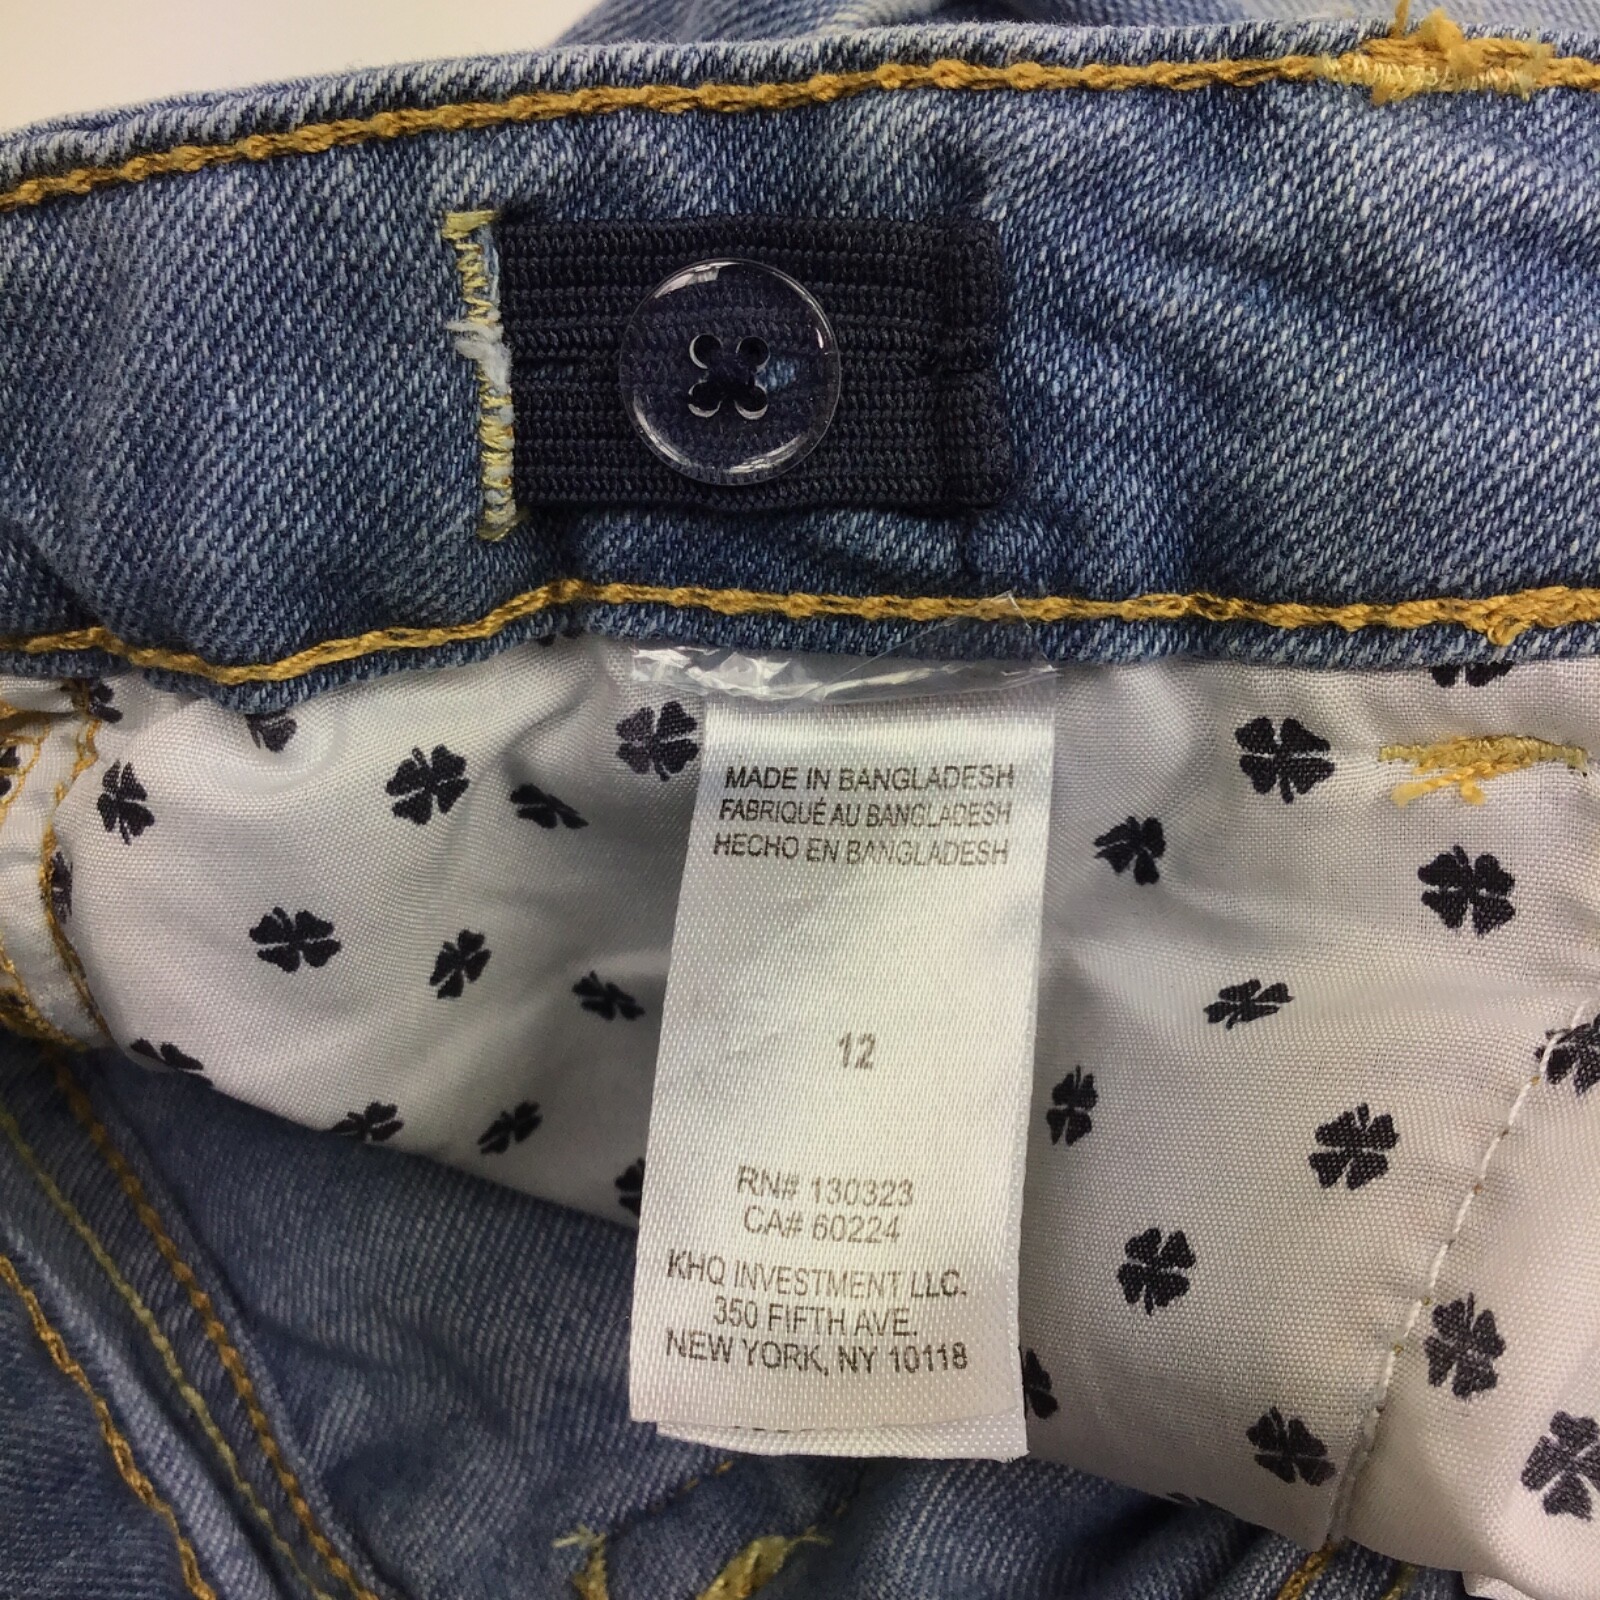 MADE IN BANGLADESH
FABRIQUÉ AU BANGLADESH
HECHO EN BANGLADESH
12
RN# 130323
CA# 60224
KHQ INVESTMENT LLC.
350 FIFTH AVE.
NEW YORK, NY 10118